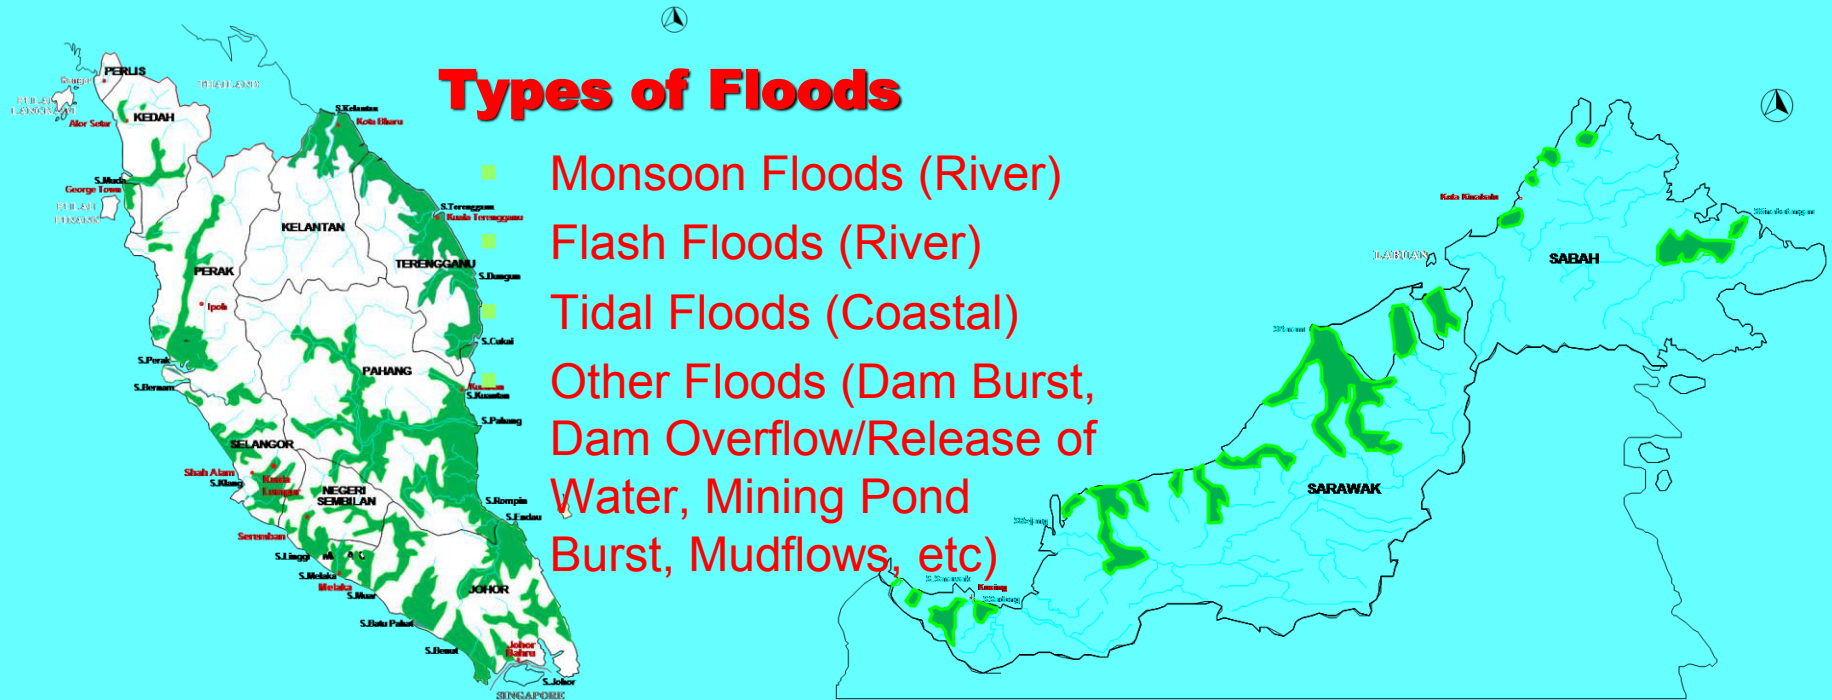 Types of Floods
Monsoon Floods (River)
Flash Floods (River)
Tidal Floods (Coastal)
Other Floods (Dam Burst,
Dam Overflow/Release of
Water, Mining Pond
Burst, Mudflows, etc)
PERLIS
THAILAND
PULAU
KEDAH
Alor Setar
S.Muda
George Town
PULAU
S.Kelantan
Kota Bharu
S.Terengganu
Kuala Terengganu
KELANTAN
TERENGGANU
S.Dungun
PERAK
Ipoh
S.Cukai
S.Perak
S.Bernam
PAHANG
S.Kuantan
S.Pahang
SELANGOR
Shah Alam
S.Klang
Kuala
NEGERI
SEMBILAN
S.Rompin
S.Endau
Seremban
S.Linggi
S.Melaka
Melaka
S.Muar
JOHOR
S.Batu Pahat
S.Benut
Johor
Bahru
S.Johor
SINGAPORE
Kota Kinabalu
LABUAN
SABAH
SARAWAK